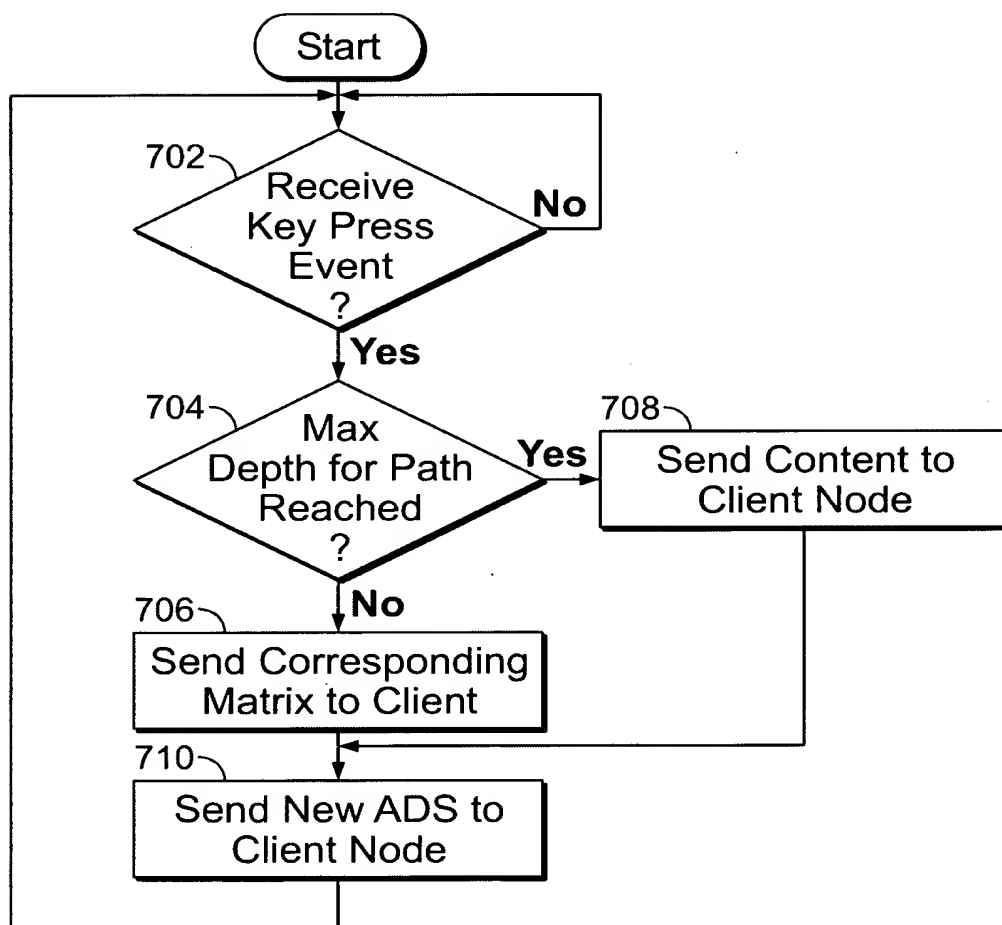 Start
702
Receive
Key Press
Event
?
No
Yes
704
Max
Depth for Path
Reached
?
Yes
708
Send Content to
Client Node
No
706
Send Corresponding
Matrix to Client
710
Send New ADS to
Client Node